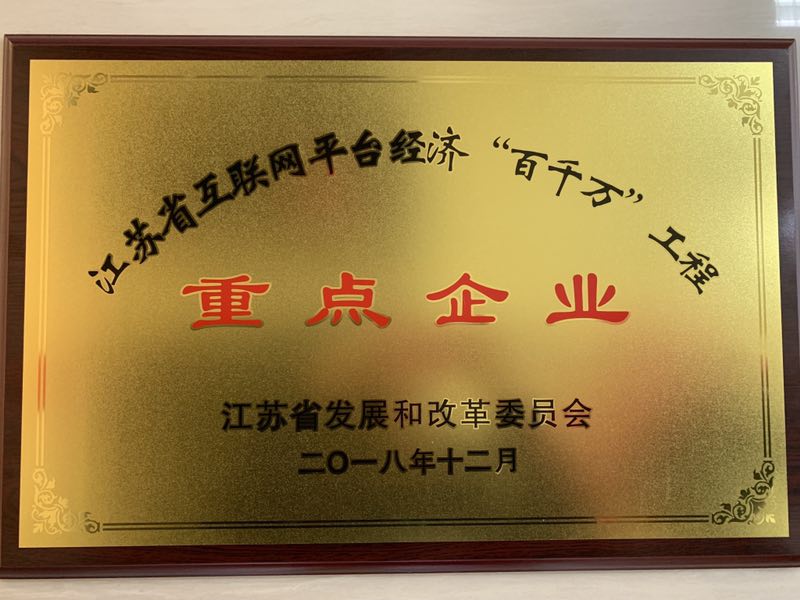 江苏省互联网平台经济“百千万”工程
重点企业
江苏省发展和改革委员会
二〇一八年十二月